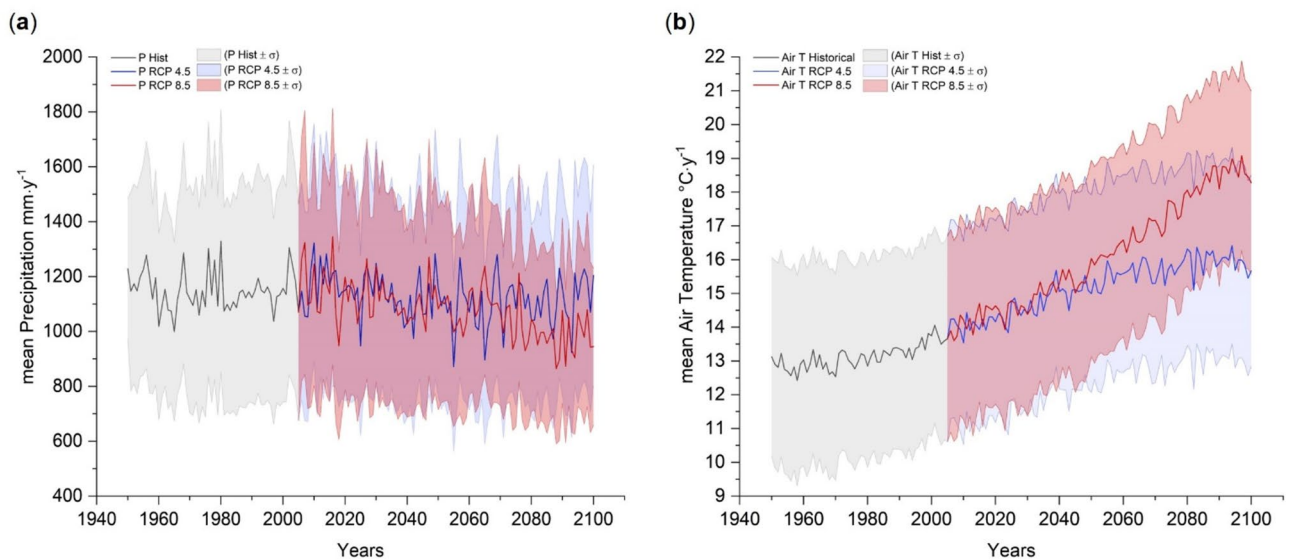 (a)
P Hist (P Hist ± σ)
P RCP 4.5 (P RCP 4.5 ± σ)
P RCP 8.5 (P RCP 8.5 ± σ)
mean Precipitation mm·y⁻¹
2000
1800
1600
1400
1200
1000
800
600
400
1940 1960 1980 2000 2020 2040 2060 2080 2100
Years
(b)
Air T Historical (Air T Hist ± σ)
Air T RCP 4.5 (Air T RCP 4.5 ± σ)
Air T RCP 8.5 (Air T RCP 8.5 ± σ)
mean Air Temperature °C·y⁻¹
22
21
20
19
18
17
16
15
14
13
12
11
10
9
1940 1960 1980 2000 2020 2040 2060 2080 2100
Years